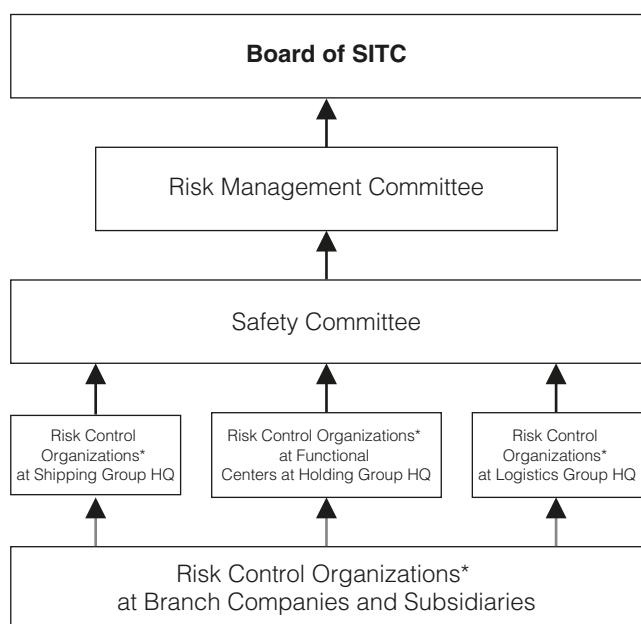 Board of SITC
Risk Management Committee
Safety Committee
Risk Control
Organizations*
at Shipping Group HQ
Risk Control Organizations*
at Functional
Centers at Holding Group HQ
Risk Control
Organizations*
at Logistics Group HQ
Risk Control Organizations*
at Branch Companies and Subsidiaries